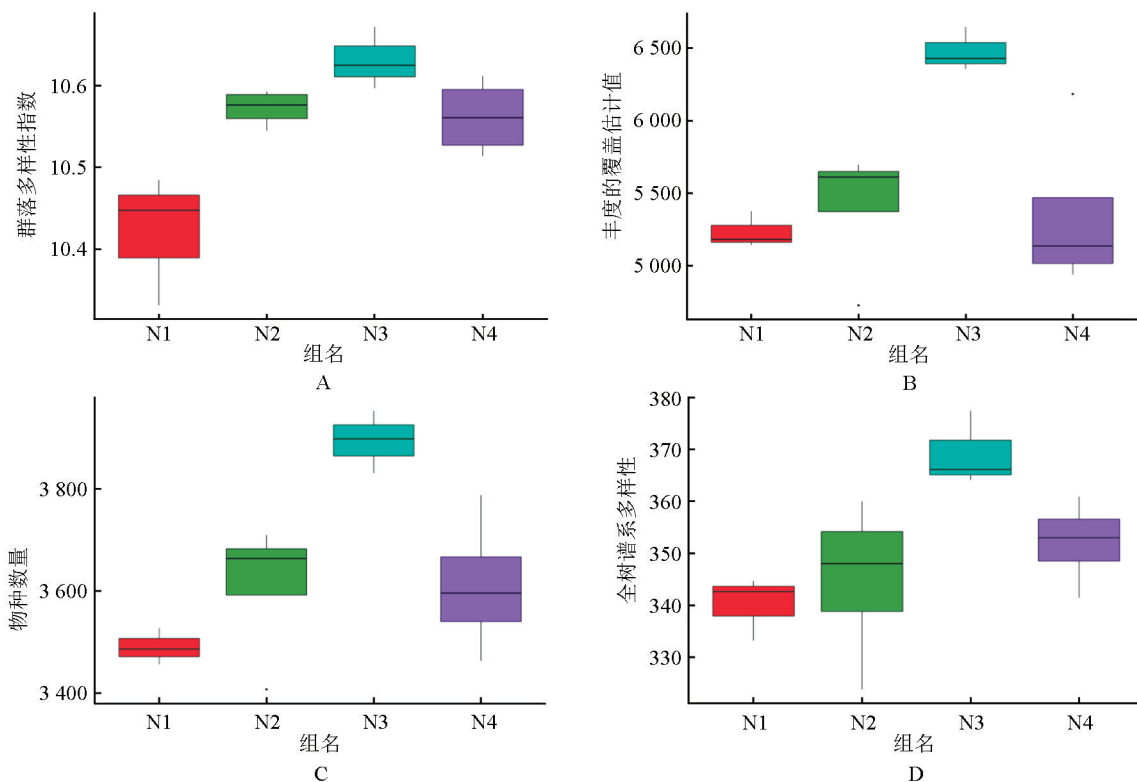 群落多样性指数
10.6
10.5
10.4
N1 N2 N3 N4
组名
A
丰度的覆盖估计值
6 500
6 000
5 500
5 000
N1 N2 N3 N4
组名
B
物种数量
3 800
3 600
3 400
N1 N2 N3 N4
组名
C
全树谱系多样性
380
370
360
350
340
330
N1 N2 N3 N4
组名
D